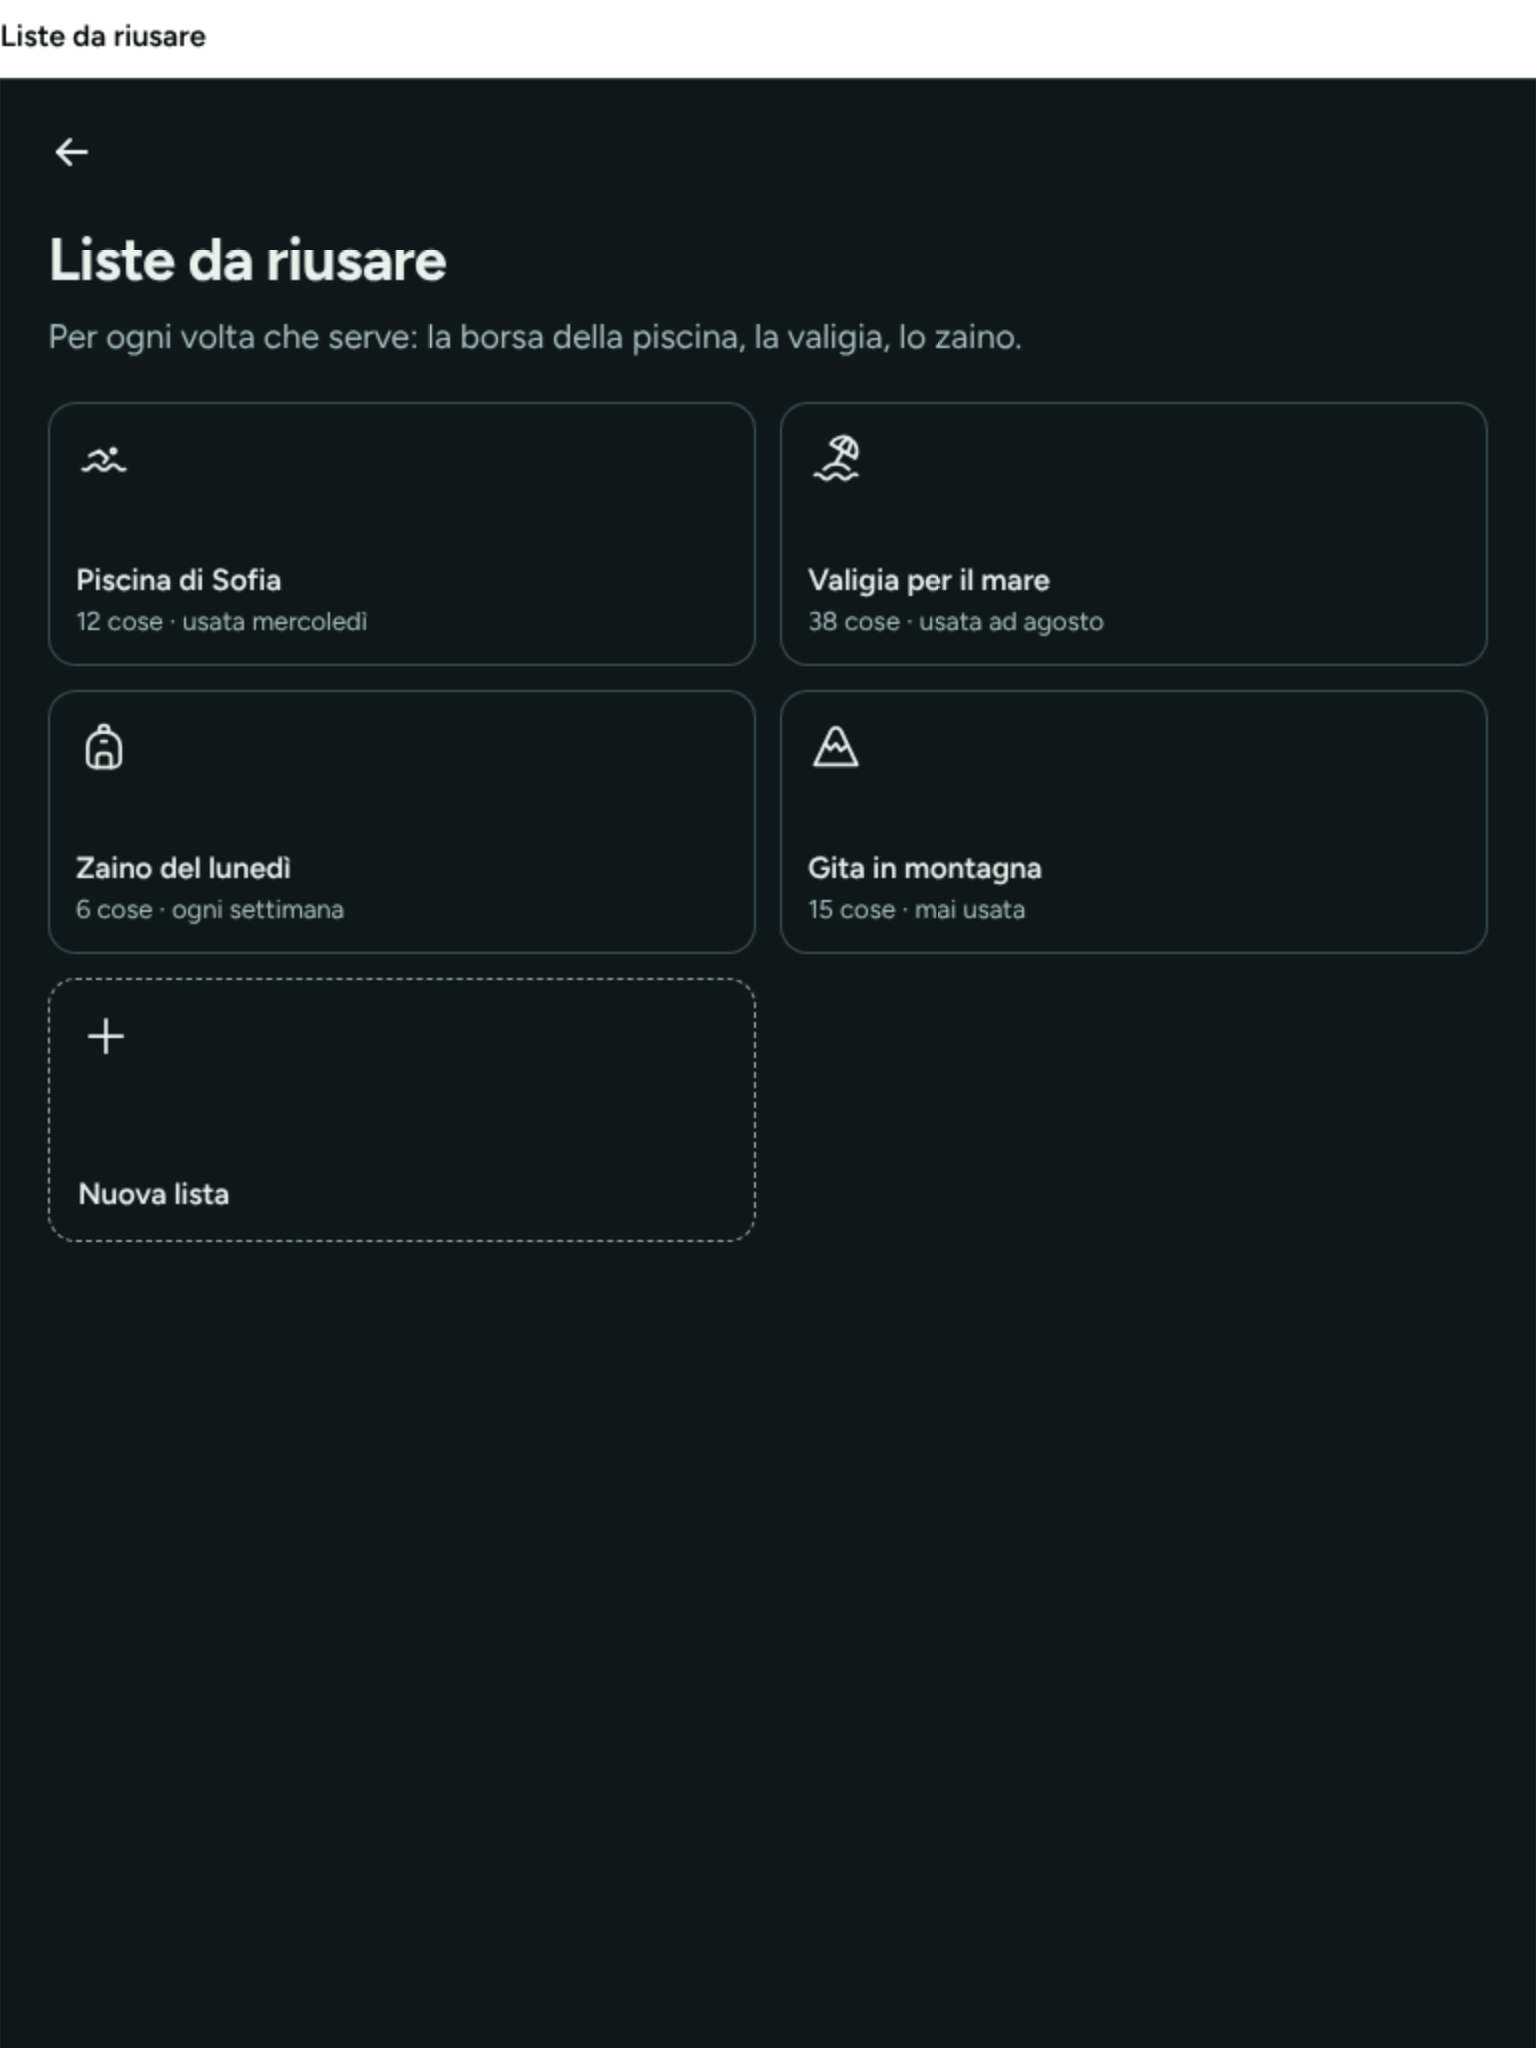 Liste da riusare
Liste da riusare
Per ogni volta che serve: la borsa della piscina, la valigia, lo zaino.
Piscina di Sofia
12 cose · usata mercoledì
Valigia per il mare
38 cose · usata ad agosto
Zaino del lunedì
6 cose · ogni settimana
Gita in montagna
15 cose · mai usata
Nuova lista